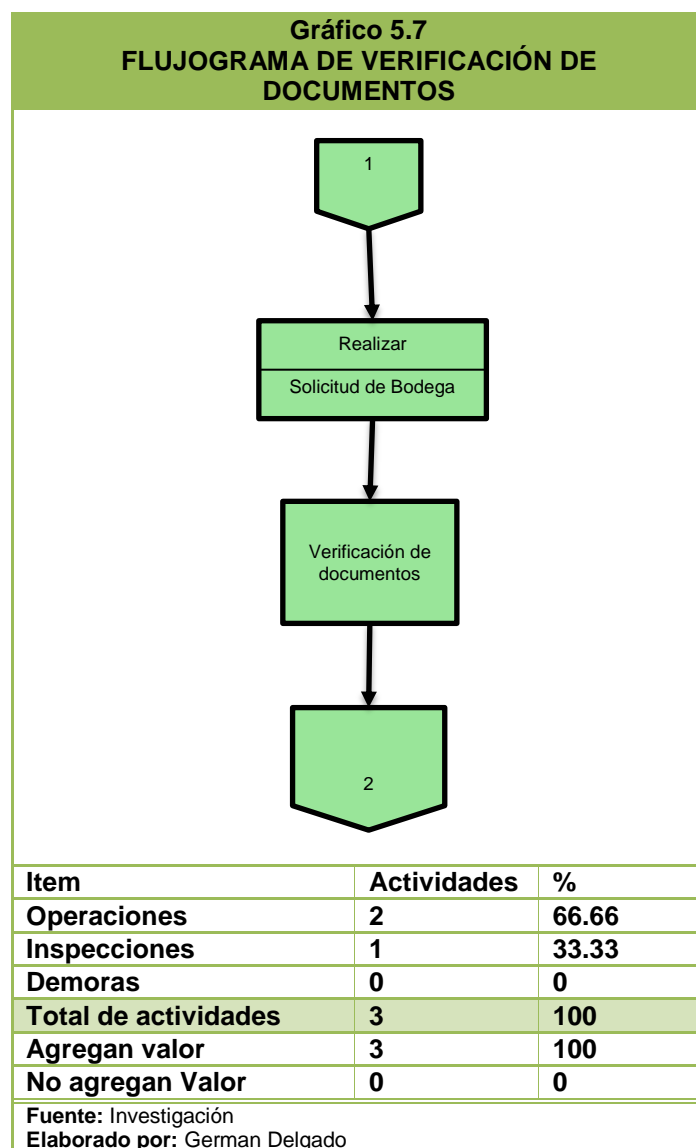 Gráfico 5.7
FLUJOGRAMA DE VERIFICACIÓN DE
DOCUMENTOS
1
Realizar
Solicitud de Bodega
Verificación de
documentos
2
Item Actividades %
Operaciones 2 66.66
Inspecciones 1 33.33
Demoras 0 0
Total de actividades 3 100
Agregan valor 3 100
No agregan Valor 0 0
Fuente: Investigación
Elaborado por: German Delgado